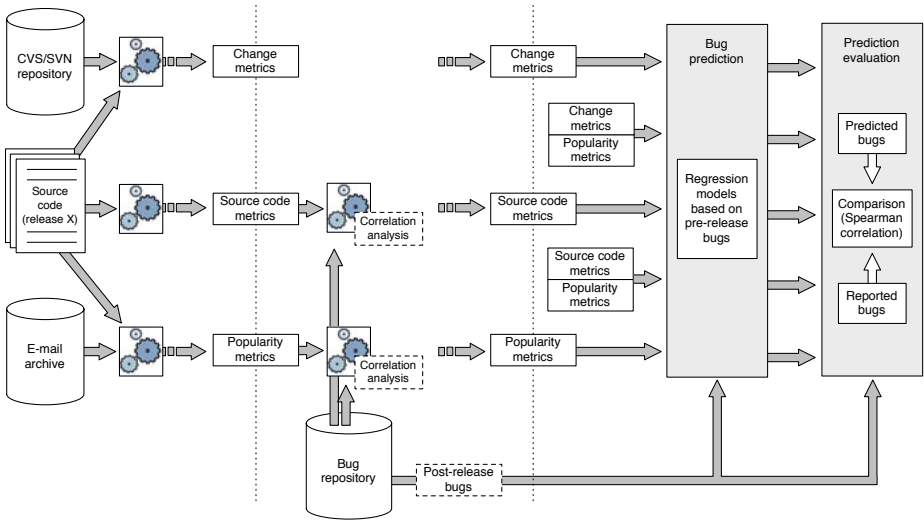 CVS/SVN
repository
Change
metrics
Change
metrics
Bug
prediction
Prediction
evaluation
Change
metrics
Popularity
metrics
Predicted
bugs
Source
code
(release X)
Source code
metrics
Correlation
analysis
Source code
metrics
Regression
models
based on
pre-release
bugs
Comparison
(Spearman
correlation)
Source code
metrics
Popularity
metrics
Reported
bugs
E-mail
archive
Popularity
metrics
Correlation
analysis
Popularity
metrics
Bug
repository
Post-release
bugs